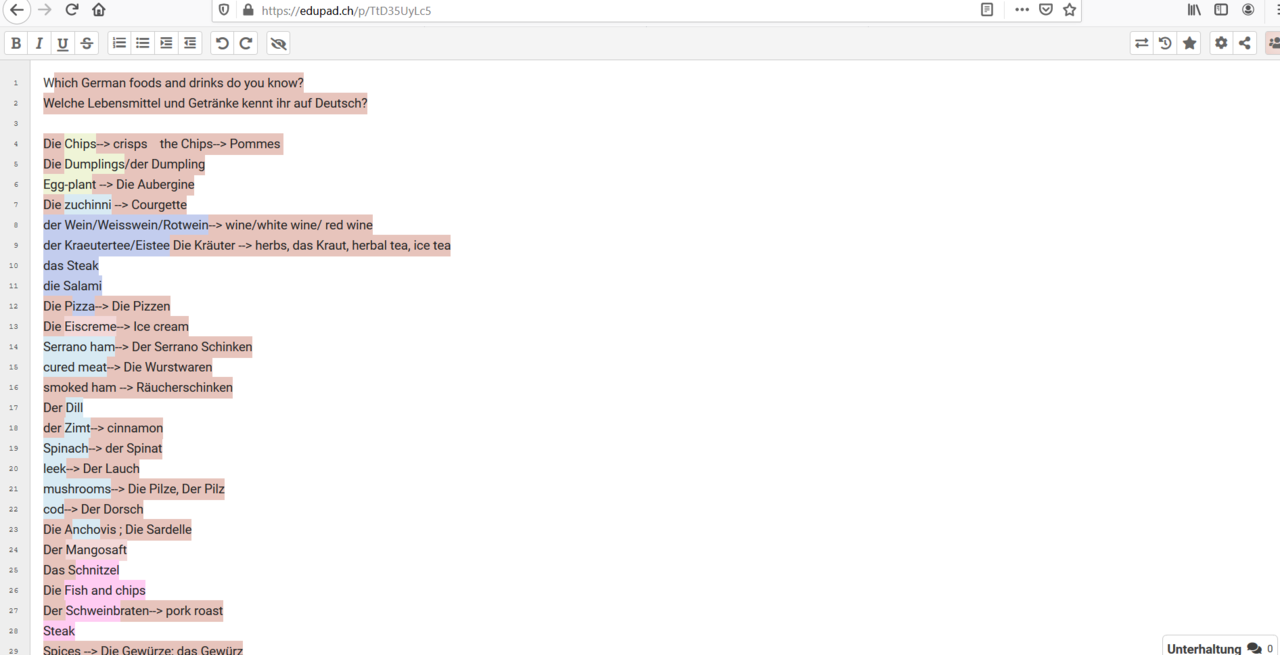 https://edupad.ch/p/TtD35UyLc5
B I U S
1 Which German foods and drinks do you know?
2 Welche Lebensmittel und Getränke kennt ihr auf Deutsch?
3
4 Die Chips--> crisps the Chips--> Pommes
5 Die Dumplings/der Dumpling
6 Egg-plant --> Die Aubergine
7 Die zuchinni --> Courgette
8 der Wein/Weisswein/Rotwein--> wine/white wine/ red wine
9 der Kraeutertee/Eistee Die Kräuter --> herbs, das Kraut, herbal tea, ice tea
10 das Steak
11 die Salami
12 Die Pizza--> Die Pizzen
13 Die Eiscreme--> Ice cream
14 Serrano ham--> Der Serrano Schinken
15 cured meat--> Die Wurstwaren
16 smoked ham --> Räucherschinken
17 Der Dill
18 der Zimt--> cinnamon
19 Spinach--> der Spinat
20 leek--> Der Lauch
21 mushrooms--> Die Pilze, Der Pilz
22 cod--> Der Dorsch
23 Die Anchovis ; Die Sardelle
24 Der Mangosaft
25 Das Schnitzel
26 Die Fish and chips
27 Der Schweinbraten--> pork roast
28 Steak
29 Spices --> Die Gewürze; das Gewürz
Unterhaltung 0